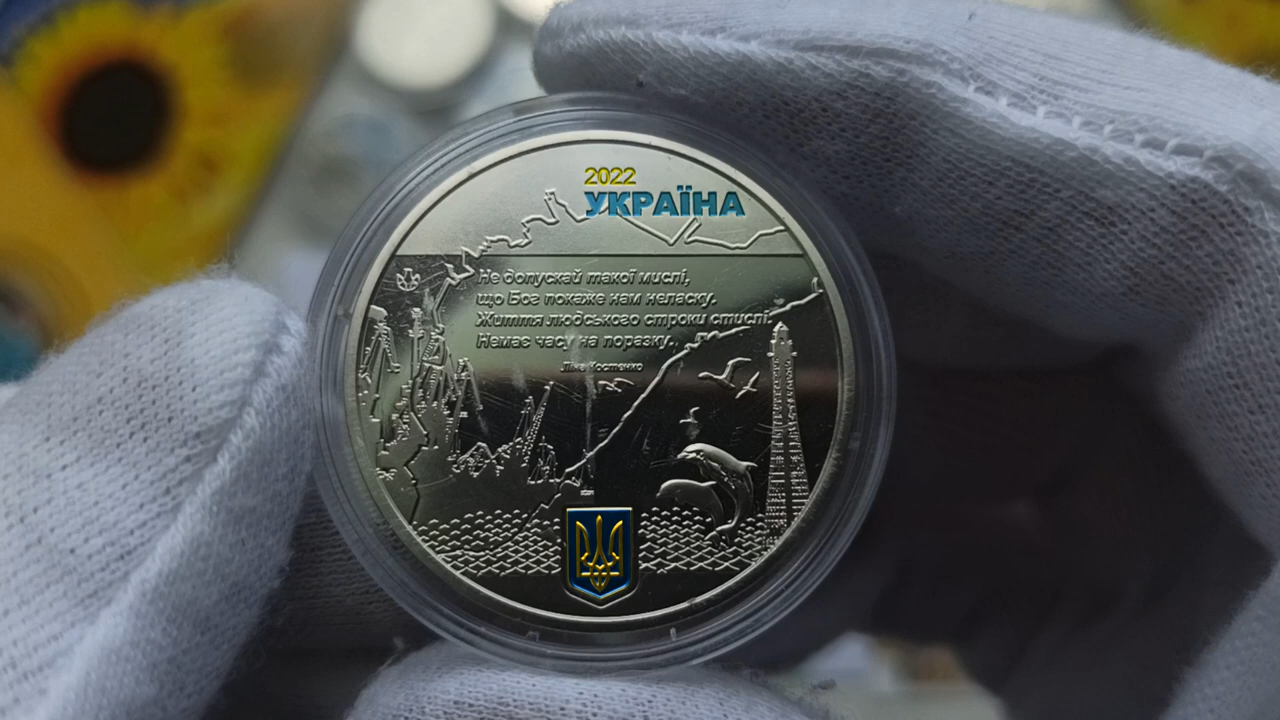 2022
УКРАЇНА
Не допускай такої мислі,
що Бог покаже нам неласку.
Життя людського строки стислі.
Немає часу на поразку.
Ліна Костенко